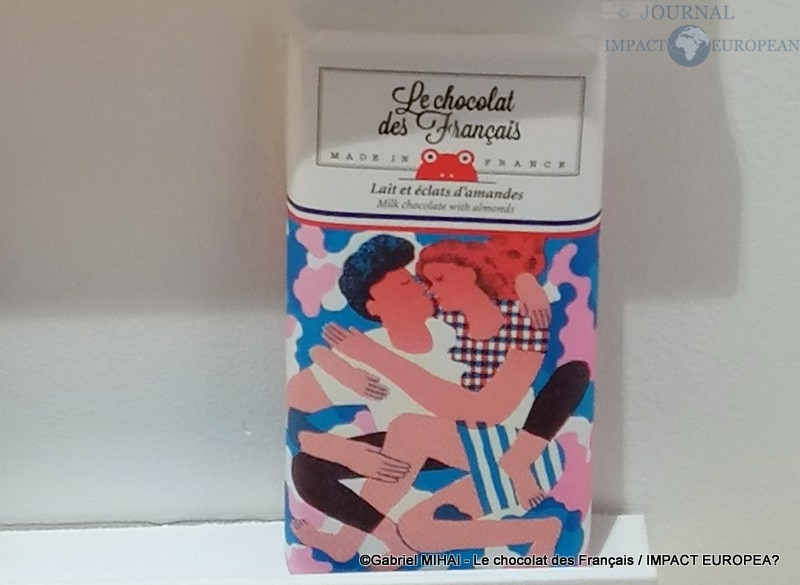 JOURNAL
IMPACT EUROPEAN
Le chocolat
des Français
MADE IN FRANCE
Lait et éclats d'amandes
Milk chocolate with almonds
©Gabriel MIHAI - Le chocolat des Français / IMPACT EUROPEA?